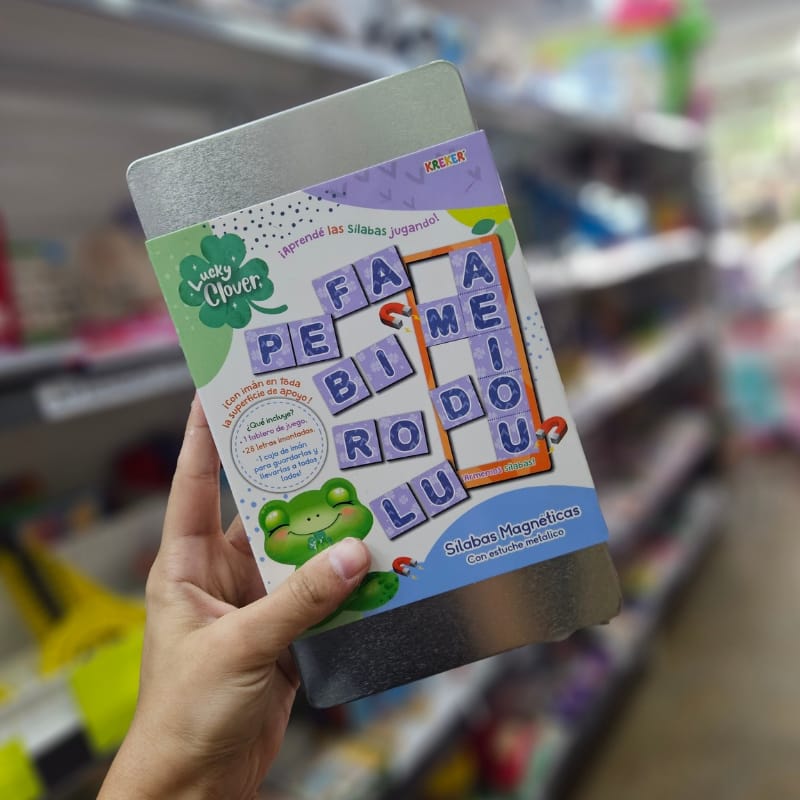 KREKER
¡Aprendé las Sílabas jugando!
Lucky
Clover
FA
PE
BI
RO
LU
A
ME
I
DO
U
¡Con imán en toda
la superficie de apoyo!
¿Qué incluye?
• 1 tablero de juego.
• 28 letras imantadas.
• 1 caja de imán
para guardarlas y
llevarlas a todos
lados!
Armemos sílabas!
Sílabas Magnéticas
Con estuche metálico